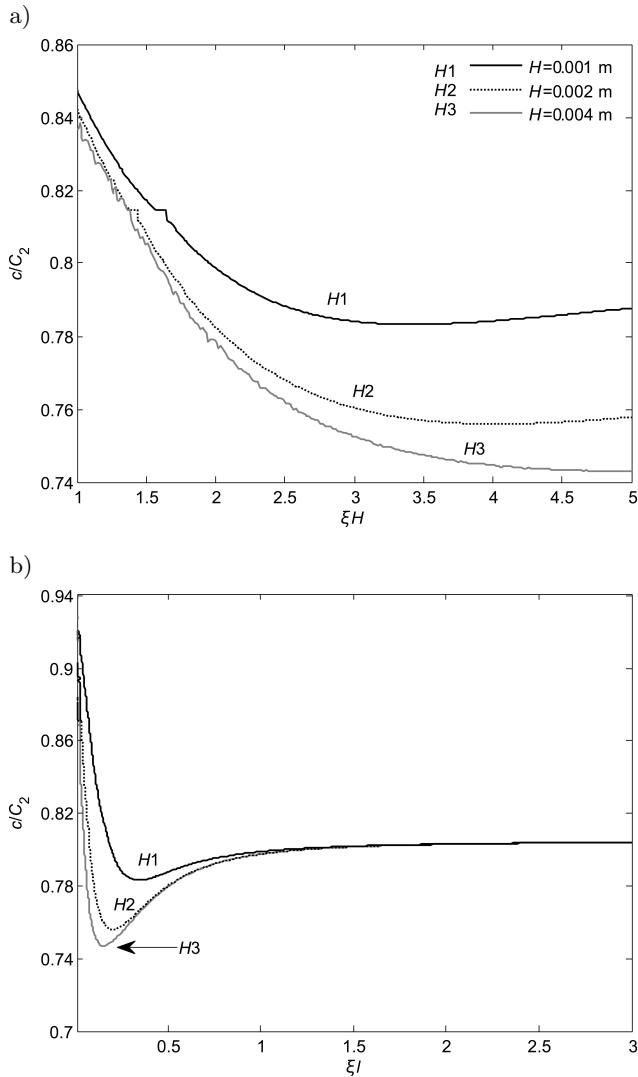 a)
0.86
0.84
0.82
0.8
0.78
0.76
0.74
c/C₂
H1 H=0.001 m
H2 H=0.002 m
H3 H=0.004 m
H1
H2
H3
1 1.5 2 2.5 3 3.5 4 4.5 5
ξH
b)
0.94
0.9
0.86
0.82
0.78
0.74
0.7
c/C₂
H1
H2
H3
0.5 1 1.5 2 2.5 3
ξl